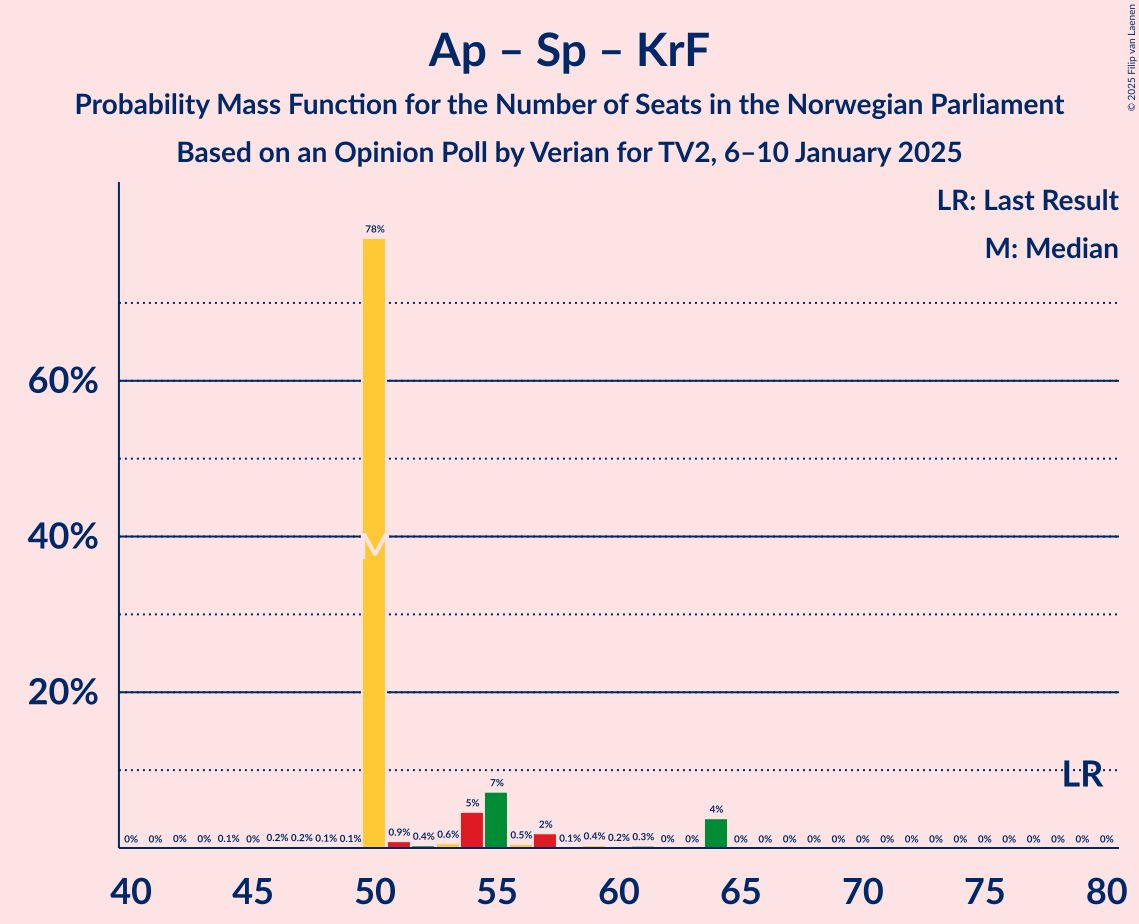 Ap – Sp – KrF
Probability Mass Function for the Number of Seats in the Norwegian Parliament
Based on an Opinion Poll by Verian for TV2, 6–10 January 2025
© 2025 Filip van Laenen
LR: Last Result
M: Median
78%
60%
40%
M
20%
LR
0% 0% 0% 0% 0.1% 0% 0.2% 0.2% 0.1% 0.1% 0.9% 0.4% 0.6% 5% 7% 0.5% 2% 0.1% 0.4% 0.2% 0.3% 0% 0% 4% 0% 0% 0% 0% 0% 0% 0% 0% 0% 0% 0% 0% 0% 0% 0% 0%
40 45 50 55 60 65 70 75 80